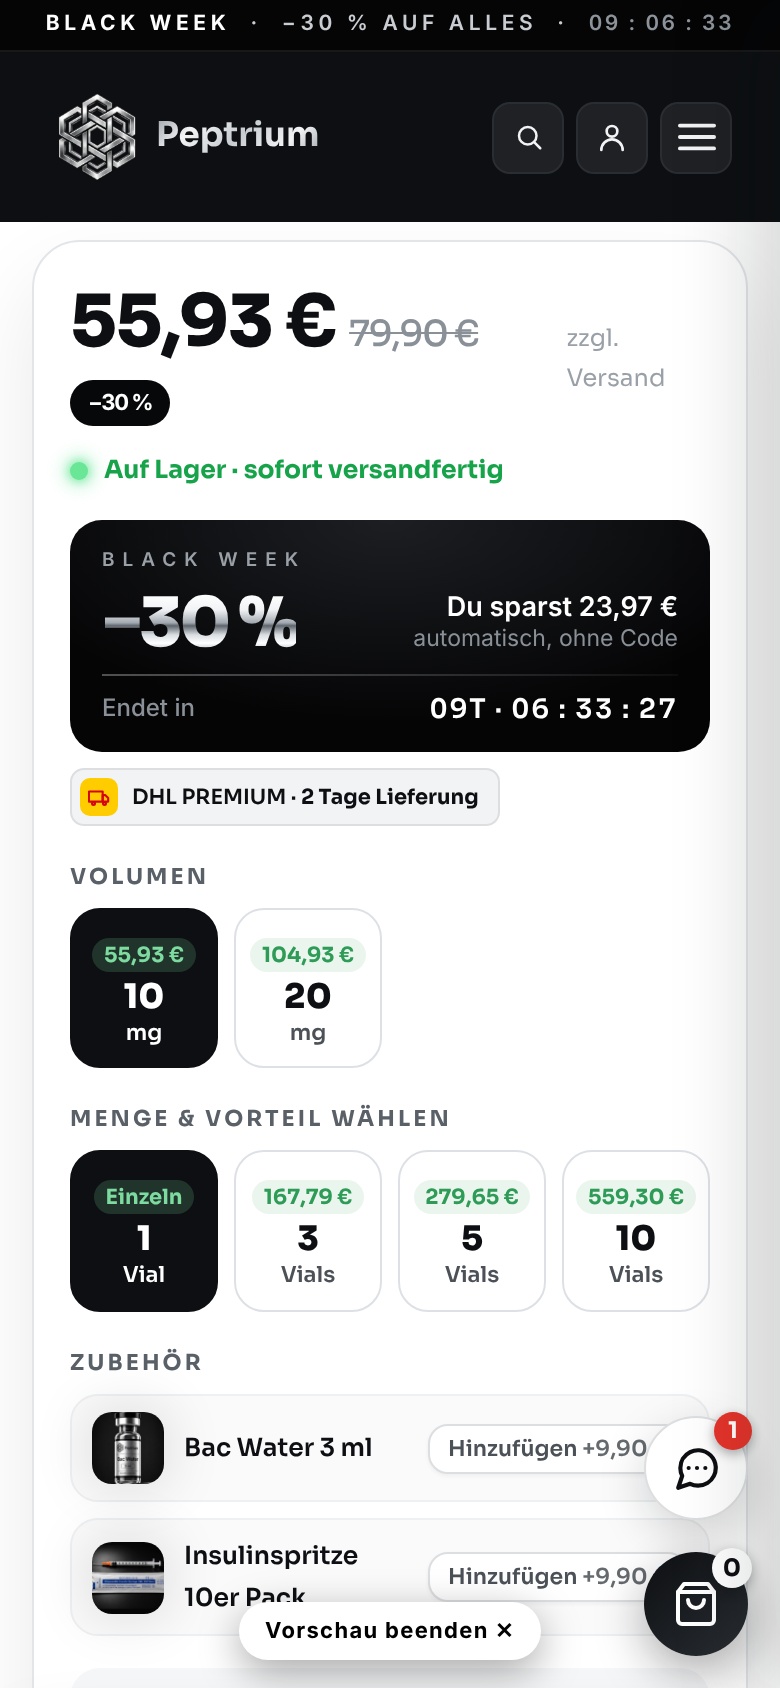 BLACK WEEK · –30 % AUF ALLES · 09 : 06 : 33
Peptrium
55,93 € 79,90 €
zzgl.
Versand
–30 %
Auf Lager · sofort versandfertig
BLACK WEEK
–30 %
Du sparst 23,97 €
automatisch, ohne Code
Endet in
09T · 06 : 33 : 27
DHL PREMIUM · 2 Tage Lieferung
VOLUMEN
55,93 €
10
mg
104,93 €
20
mg
MENGE & VORTEIL WÄHLEN
Einzeln
1
Vial
167,79 €
3
Vials
279,65 €
5
Vials
559,30 €
10
Vials
ZUBEHÖR
Bac Water 3 ml
Hinzufügen +9,90
1
Insulinspritze
10er Pack
Hinzufügen +9,90
0
Vorschau beenden ✕